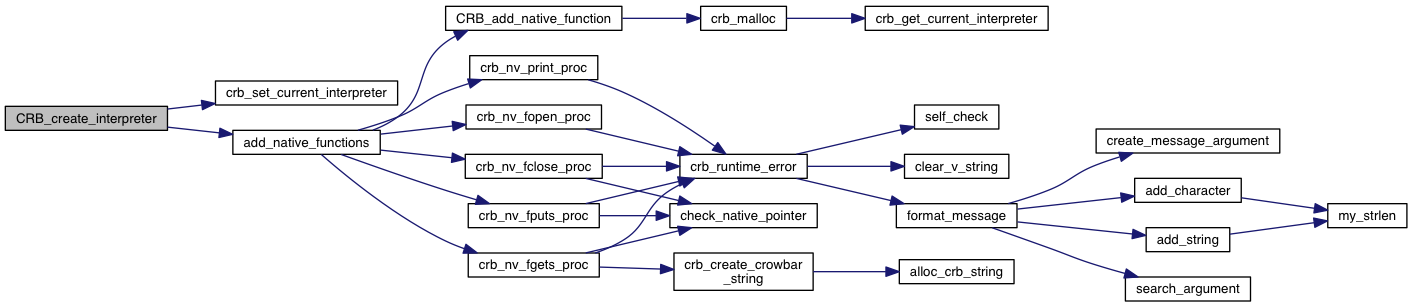 CRB_create_interpreter
crb_set_current_interpreter
add_native_functions
CRB_add_native_function
crb_nv_print_proc
crb_nv_fopen_proc
crb_nv_fclose_proc
crb_nv_fputs_proc
crb_nv_fgets_proc
crb_malloc
crb_runtime_error
check_native_pointer
crb_create_crowbar
_string
crb_get_current_interpreter
self_check
clear_v_string
format_message
alloc_crb_string
create_message_argument
add_character
add_string
search_argument
my_strlen